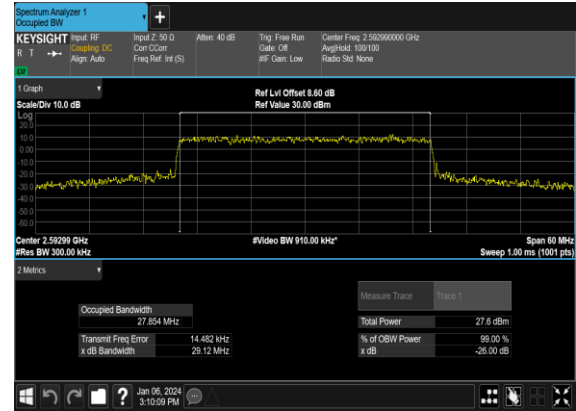 Spectrum Analyzer 1
Occupied BW
KEYSIGHT
R T
LU
Input: RF
Coupling: DC
Align: Auto
Input Z: 50 Ω
Corr CCorr
Freq Ref: Int (S)
Atten: 40 dB
Trig: Free Run
Gate: Off
#IF Gain: Low
Center Freq: 2.592990000 GHz
Avg|Hold: 100/100
Radio Std: None
1 Graph
Scale/Div 10.0 dB
Ref Lvl Offset 8.60 dB
Ref Value 30.00 dBm
Log
20.0
10.0
0.00
-10.0
-20.0
-30.0
-40.0
-50.0
-60.0
Center 2.59299 GHz
#Res BW 300.00 kHz
#Video BW 910.00 kHz*
Span 60 MHz
Sweep 1.00 ms (1001 pts)
2 Metrics
Measure Trace
Trace 1
Occupied Bandwidth
27.854 MHz
Total Power
27.6 dBm
Transmit Freq Error
14.482 kHz
% of OBW Power
99.00 %
x dB Bandwidth
29.12 MHz
x dB
-26.00 dB
?
Jan 06, 2024
3:10:09 PM